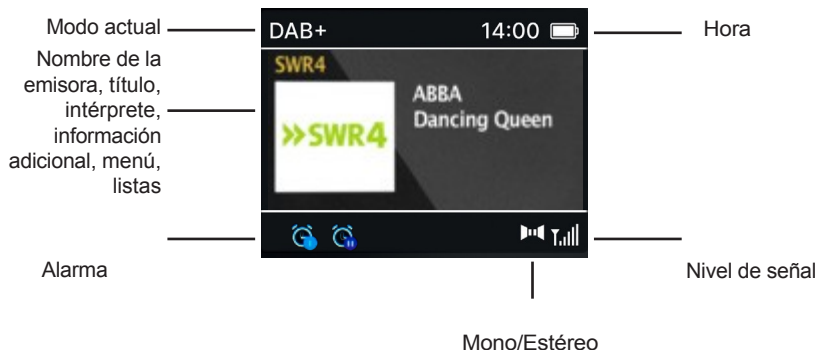 Modo actual
DAB+
14:00
Hora
Nombre de la
emisora, título,
intérprete,
información
adicional, menú,
listas
SWR4
ABBA
Dancing Queen
»SWR4
Alarma
Nivel de señal
Mono/Estéreo